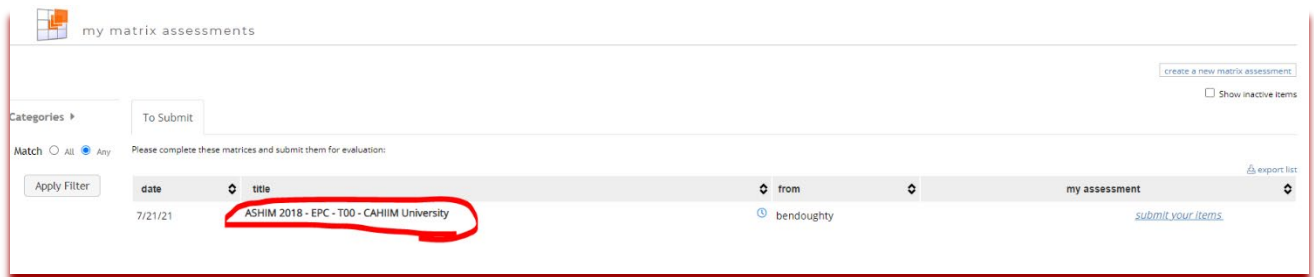 my matrix assessments
create a new matrix assessment
Show inactive items
Categories
To Submit
Match All Any
Please complete these matrices and submit them for evaluation:
export list
Apply Filter
date title from my assessment
7/21/21 ASHIM 2018 - EPC - T00 - CAHIIM University bendoughty submit your items